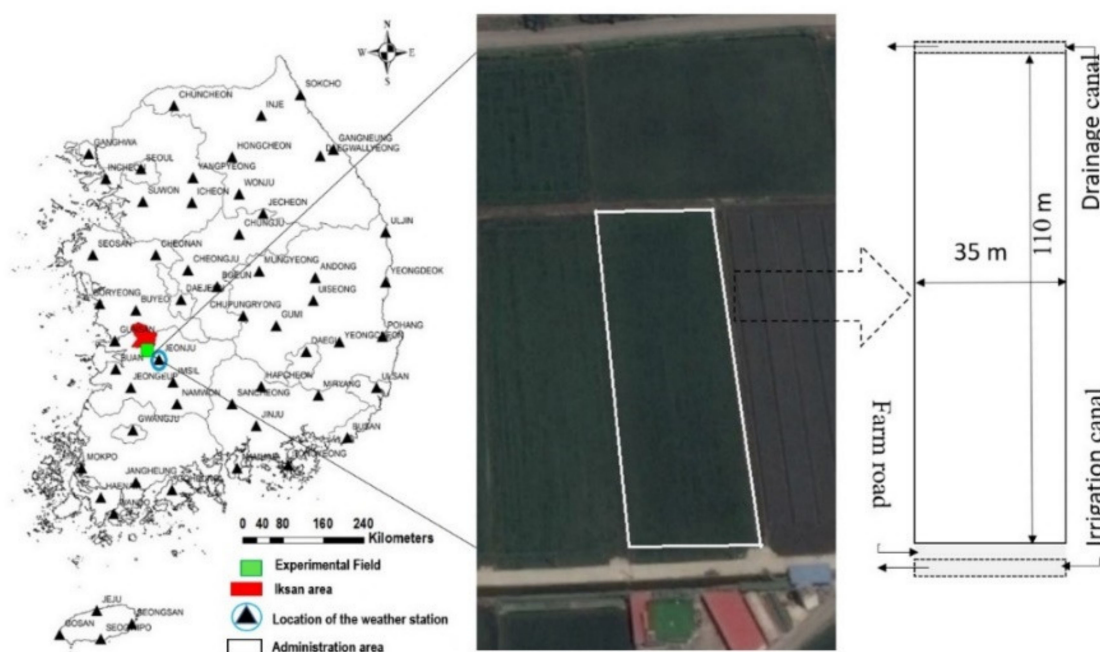 N
W E
S
SOKCHO
CHUNCHEON
INJE
GANGNEUNG
GANGHWA
SEOUL
HONGCHEON
INCHEON
YANGPYEONG
SUWON
ICHEON
WONJU
JECHEON
CHUNGJU
ULJIN
SEOSAN
CHEONAN
CHEONGJU
MUNGYEONG
ANDONG
YEONGDEOK
UISEONG
BUYEO
CHUPUNGRYONG
GUMI
POHANG
DAEGU
JEONJU
BUAN
IMSIL
HAPCHEON
JEONGEUP
NAMWON
SANCHEONG
MIRYANG
ULSAN
GWANGJU
JINJU
BUSAN
MOKPO
JANGHEUNG
JEJU
SEONGSAN
GOSAN
0 40 80 160 240
Kilometers
Experimental Field
Iksan area
Location of the weather station
Administration area
35 m
110 m
Drainage canal
Farm road
Irrigation canal